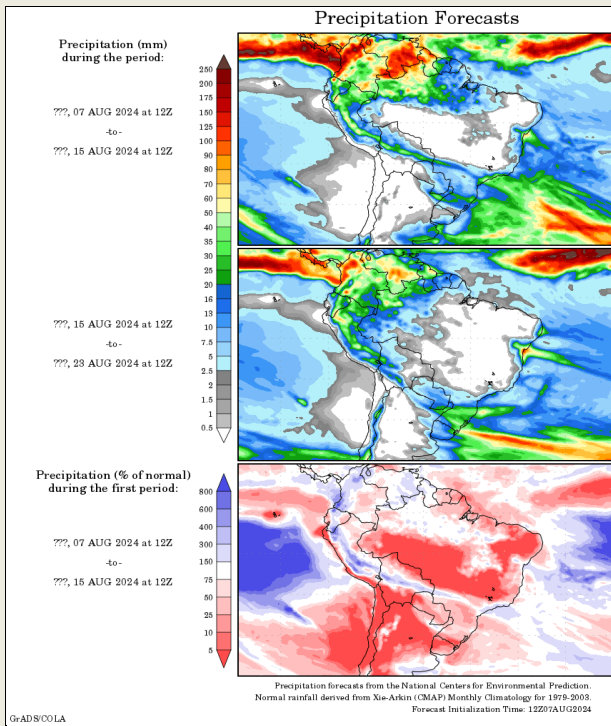 Precipitation Forecasts
Precipitation (mm)
during the period:
???, 07 AUG 2024 at 12Z
-to-
???, 15 AUG 2024 at 12Z
250
200
175
150
125
100
90
80
70
60
50
40
35
30
25
20
16
13
10
7.5
5
2.5
2
1.5
1
0.5
???, 15 AUG 2024 at 12Z
-to-
???, 23 AUG 2024 at 12Z
Precipitation (% of normal)
during the first period:
???, 07 AUG 2024 at 12Z
-to-
???, 15 AUG 2024 at 12Z
800
600
400
300
150
75
50
25
10
5
Precipitation forecasts from the National Centers for Environmental Prediction.
Normal rainfall derived from Xie-Arkin (CMAP) Monthly Climatology for 1979-2003.
Forecast Initialization Time: 12Z07AUG2024
GrADS/COLA